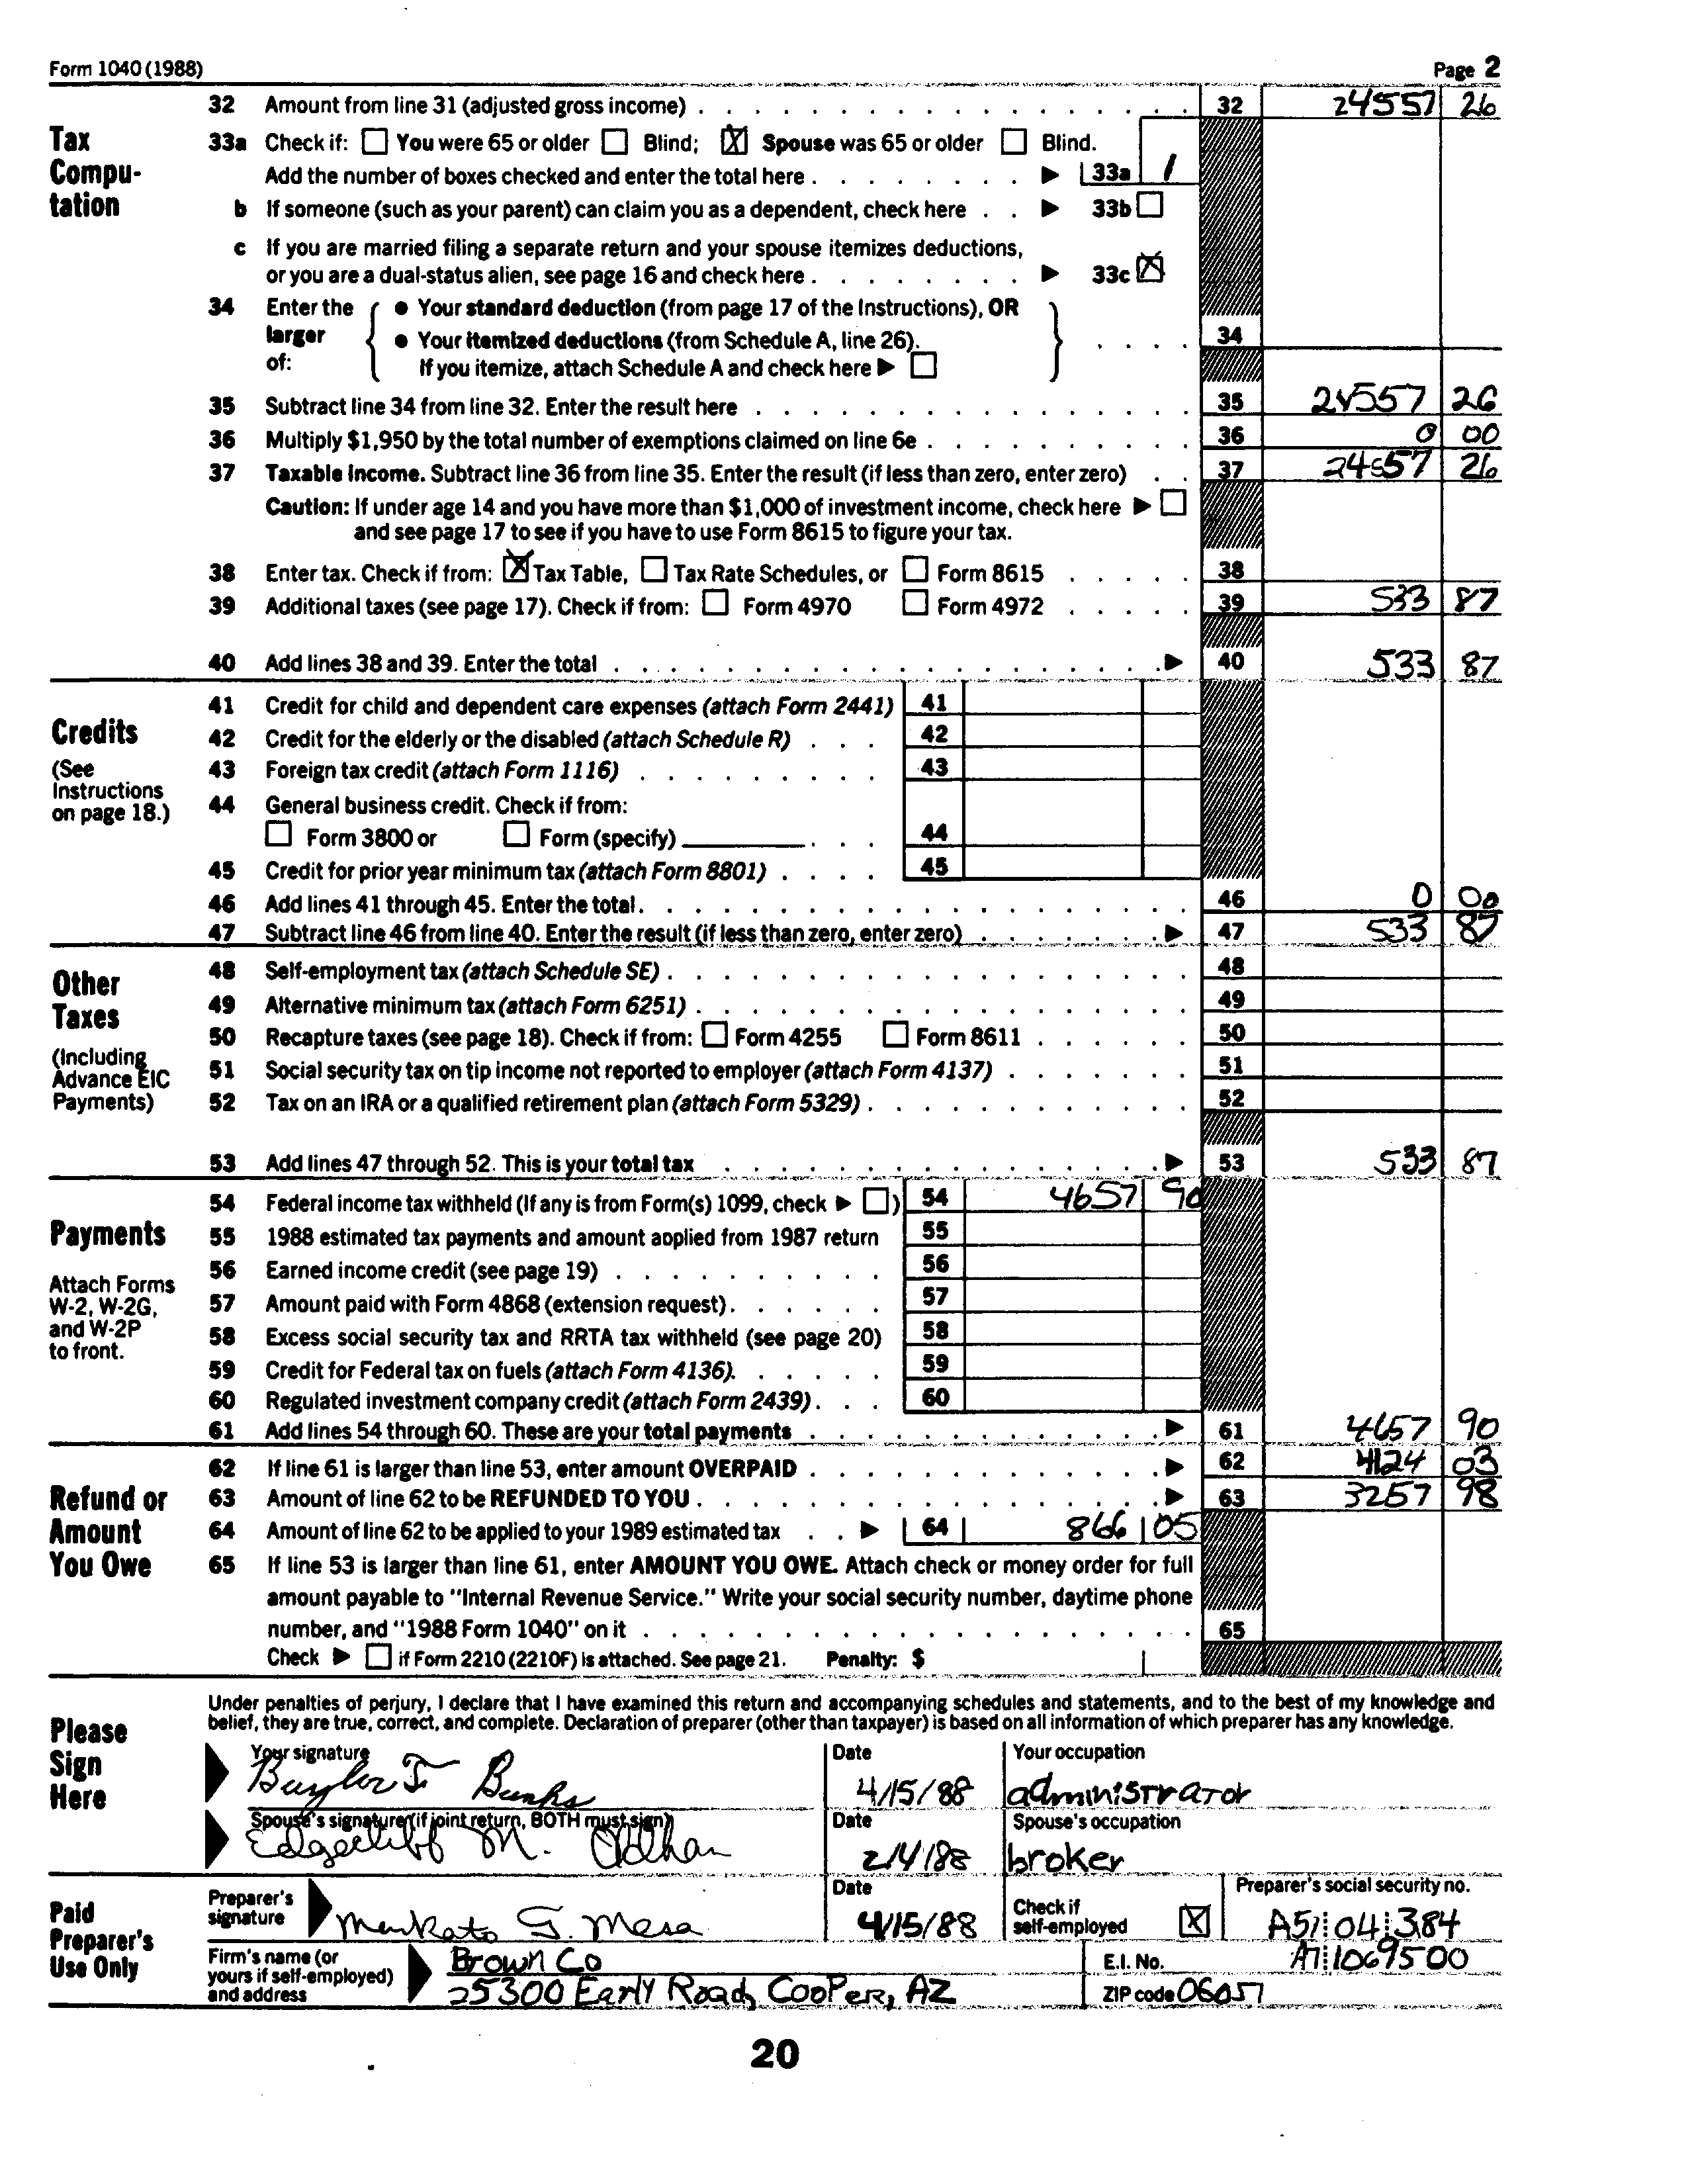 Form 1040 (1988) Page 2
32 Amount from line 31 (adjusted gross income) . . . 32 24557 26
Tax Computation
33a Check if: You were 65 or older Blind; X Spouse was 65 or older Blind.
Add the number of boxes checked and enter the total here . . . 33a 1
b If someone (such as your parent) can claim you as a dependent, check here . . 33b
c If you are married filing a separate return and your spouse itemizes deductions,
or you are a dual-status alien, see page 16 and check here . . . 33c X
34 Enter the larger of: { • Your standard deduction (from page 17 of the Instructions), OR
• Your itemized deductions (from Schedule A, line 26). } . . . . 34
If you itemize, attach Schedule A and check here
35 Subtract line 34 from line 32. Enter the result here . . . 35 24557 26
36 Multiply $1,950 by the total number of exemptions claimed on line 6e . . . 36 0 00
37 Taxable income. Subtract line 36 from line 35. Enter the result (if less than zero, enter zero) . . 37 24557 26
Caution: If under age 14 and you have more than $1,000 of investment income, check here
and see page 17 to see if you have to use Form 8615 to figure your tax.
38 Enter tax. Check if from: X Tax Table, Tax Rate Schedules, or Form 8615 . . . 38
39 Additional taxes (see page 17). Check if from: Form 4970 Form 4972 . . . 39 533 87
40 Add lines 38 and 39. Enter the total . . . 40 533 87
Credits
(See Instructions on page 18.)
41 Credit for child and dependent care expenses (attach Form 2441) 41
42 Credit for the elderly or the disabled (attach Schedule R) . . . 42
43 Foreign tax credit (attach Form 1116) . . . 43
44 General business credit. Check if from:
Form 3800 or Form (specify) . . . 44
45 Credit for prior year minimum tax (attach Form 8801) . . . . 45
46 Add lines 41 through 45. Enter the total . . . 46 0 00
47 Subtract line 46 from line 40. Enter the result (if less than zero, enter zero) . . . 47 533 87
Other Taxes
(Including Advance EIC Payments)
48 Self-employment tax (attach Schedule SE) . . . 48
49 Alternative minimum tax (attach Form 6251) . . . 49
50 Recapture taxes (see page 18). Check if from: Form 4255 Form 8611 . . . 50
51 Social security tax on tip income not reported to employer (attach Form 4137) . . . 51
52 Tax on an IRA or a qualified retirement plan (attach Form 5329) . . . 52
53 Add lines 47 through 52. This is your total tax . . . 53 533 87
Payments
Attach Forms W-2, W-2G, and W-2P to front.
54 Federal income tax withheld (If any is from Form(s) 1099, check ) 54 4657 90
55 1988 estimated tax payments and amount applied from 1987 return 55
56 Earned income credit (see page 19) . . . 56
57 Amount paid with Form 4868 (extension request) . . . 57
58 Excess social security tax and RRTA tax withheld (see page 20) 58
59 Credit for Federal tax on fuels (attach Form 4136) . . . 59
60 Regulated investment company credit (attach Form 2439) . . . 60
61 Add lines 54 through 60. These are your total payments . . . 61 4657 90
Refund or Amount You Owe
62 If line 61 is larger than line 53, enter amount OVERPAID . . . 62 4124 03
63 Amount of line 62 to be REFUNDED TO YOU . . . 63 3257 98
64 Amount of line 62 to be applied to your 1989 estimated tax . . 64 866 05
65 If line 53 is larger than line 61, enter AMOUNT YOU OWE. Attach check or money order for full
amount payable to "Internal Revenue Service." Write your social security number, daytime phone
number, and "1988 Form 1040" on it . . . 65
Check if Form 2210 (2210F) is attached. See page 21. Penalty: $
Please Sign Here
Under penalties of perjury, I declare that I have examined this return and accompanying schedules and statements, and to the best of my knowledge and
belief, they are true, correct, and complete. Declaration of preparer (other than taxpayer) is based on all information of which preparer has any knowledge.
Your signature Date Your occupation
Baylor J. Bunks 4/15/88 administrator
Spouse's signature (if joint return, BOTH must sign) Date Spouse's occupation
Edgecliff M. Oldhan 2/4/88 broker
Paid Preparer's Use Only
Preparer's signature Mankato G. Mesa Date 4/15/88 Check if self-employed X Preparer's social security no. A51 04 384
Firm's name (or yours if self-employed) and address Brown Co E.I. No. A7 1069500
25300 Early Road, Cooper, AZ ZIP code 06057
20